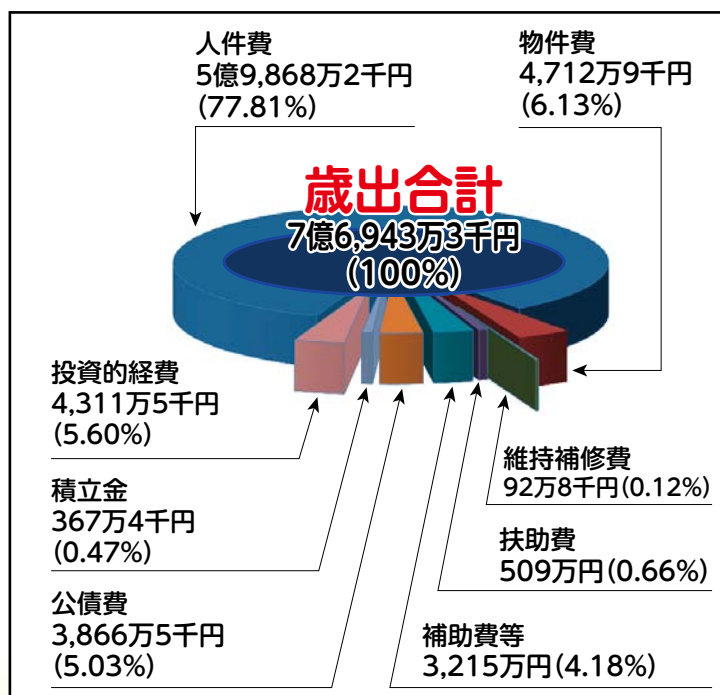 人件費
5億9,868万2千円
(77.81%)
物件費
4,712万9千円
(6.13%)
歳出合計
7億6,943万3千円
(100%)
投資的経費
4,311万5千円
(5.60%)
積立金
367万4千円
(0.47%)
公債費
3,866万5千円
(5.03%)
維持補修費
92万8千円(0.12%)
扶助費
509万円(0.66%)
補助費等
3,215万円(4.18%)